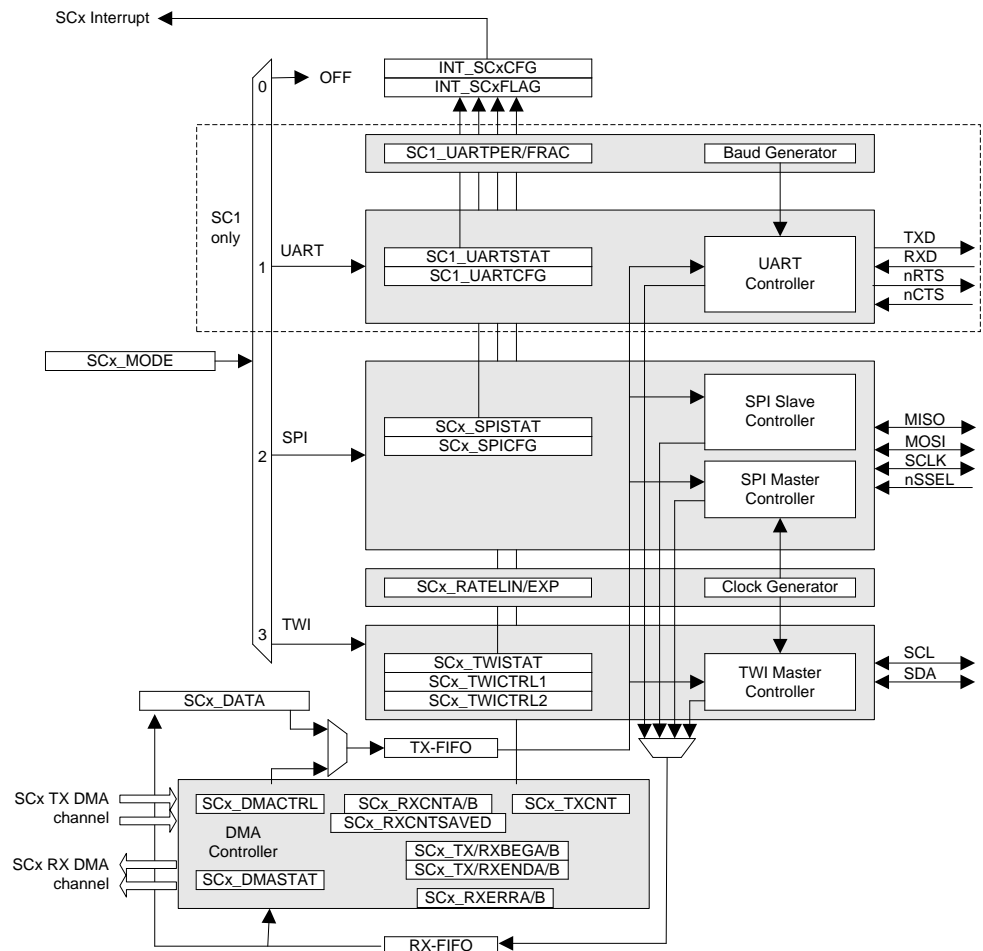 SCx Interrupt
INT_SCxCFG
OFF
0
INT_SCxFLAG
SC1_UARTPER/FRAC
Baud Generator
SC1
only
UART
1
SC1_UARTSTAT
SC1_UARTCFG
UART
Controller
TXD
RXD
nRTS
nCTS
SCx_MODE
SPI
2
SCx_SPISTAT
SCx_SPICFG
SPI Slave
Controller
SPI Master
Controller
MISO
MOSI
SCLK
nSSEL
SCx_RATELIN/EXP
Clock Generator
TWI
3
SCx_TWISTAT
SCx_TWICTRL1
SCx_TWICTRL2
TWI Master
Controller
SCL
SDA
SCx_DATA
TX-FIFO
SCx TX DMA
channel
SCx RX DMA
channel
SCx_DMACTRL
SCx_RXCNTA/B
SCx_TXCNT
SCx_RXCNTSAVED
DMA
Controller
SCx_TX/RXBEGA/B
SCx_TX/RXENDA/B
SCx_DMASTAT
SCx_RXERRA/B
RX-FIFO